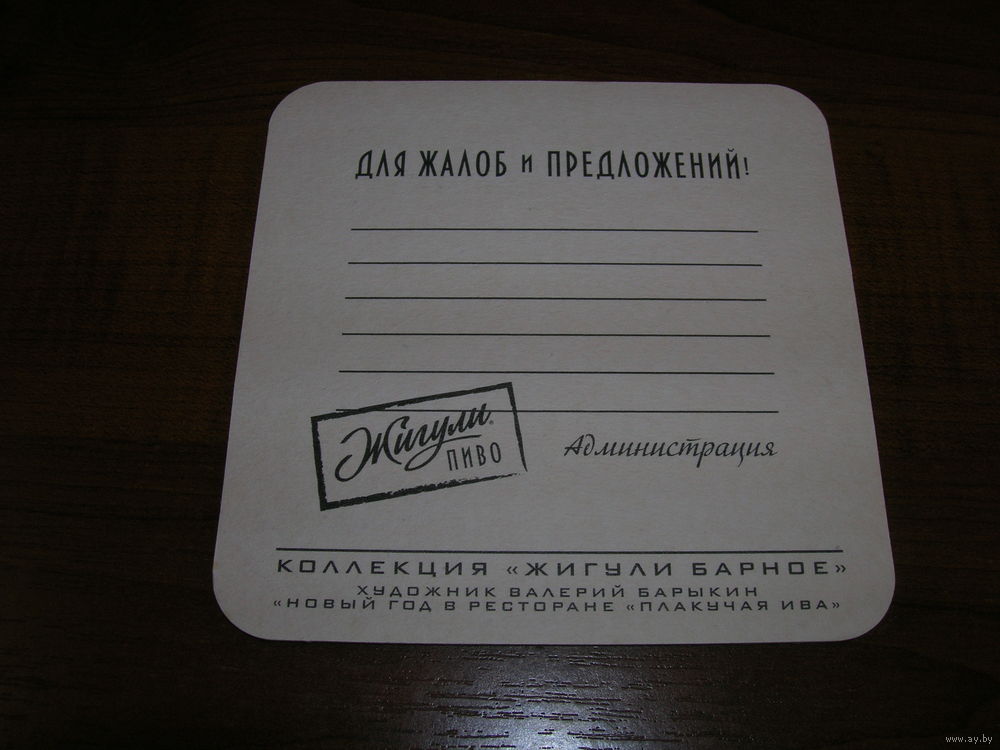 ДЛЯ ЖАЛОБ и ПРЕДЛОЖЕНИЙ!
Жигули®
ПИВО
Администрация
КОЛЛЕКЦИЯ «ЖИГУЛИ БАРНОЕ»
ХУДОЖНИК ВАЛЕРИЙ БАРЫКИН
«НОВЫЙ ГОД В РЕСТОРАНЕ «ПЛАКУЧАЯ ИВА»
www.ay.by